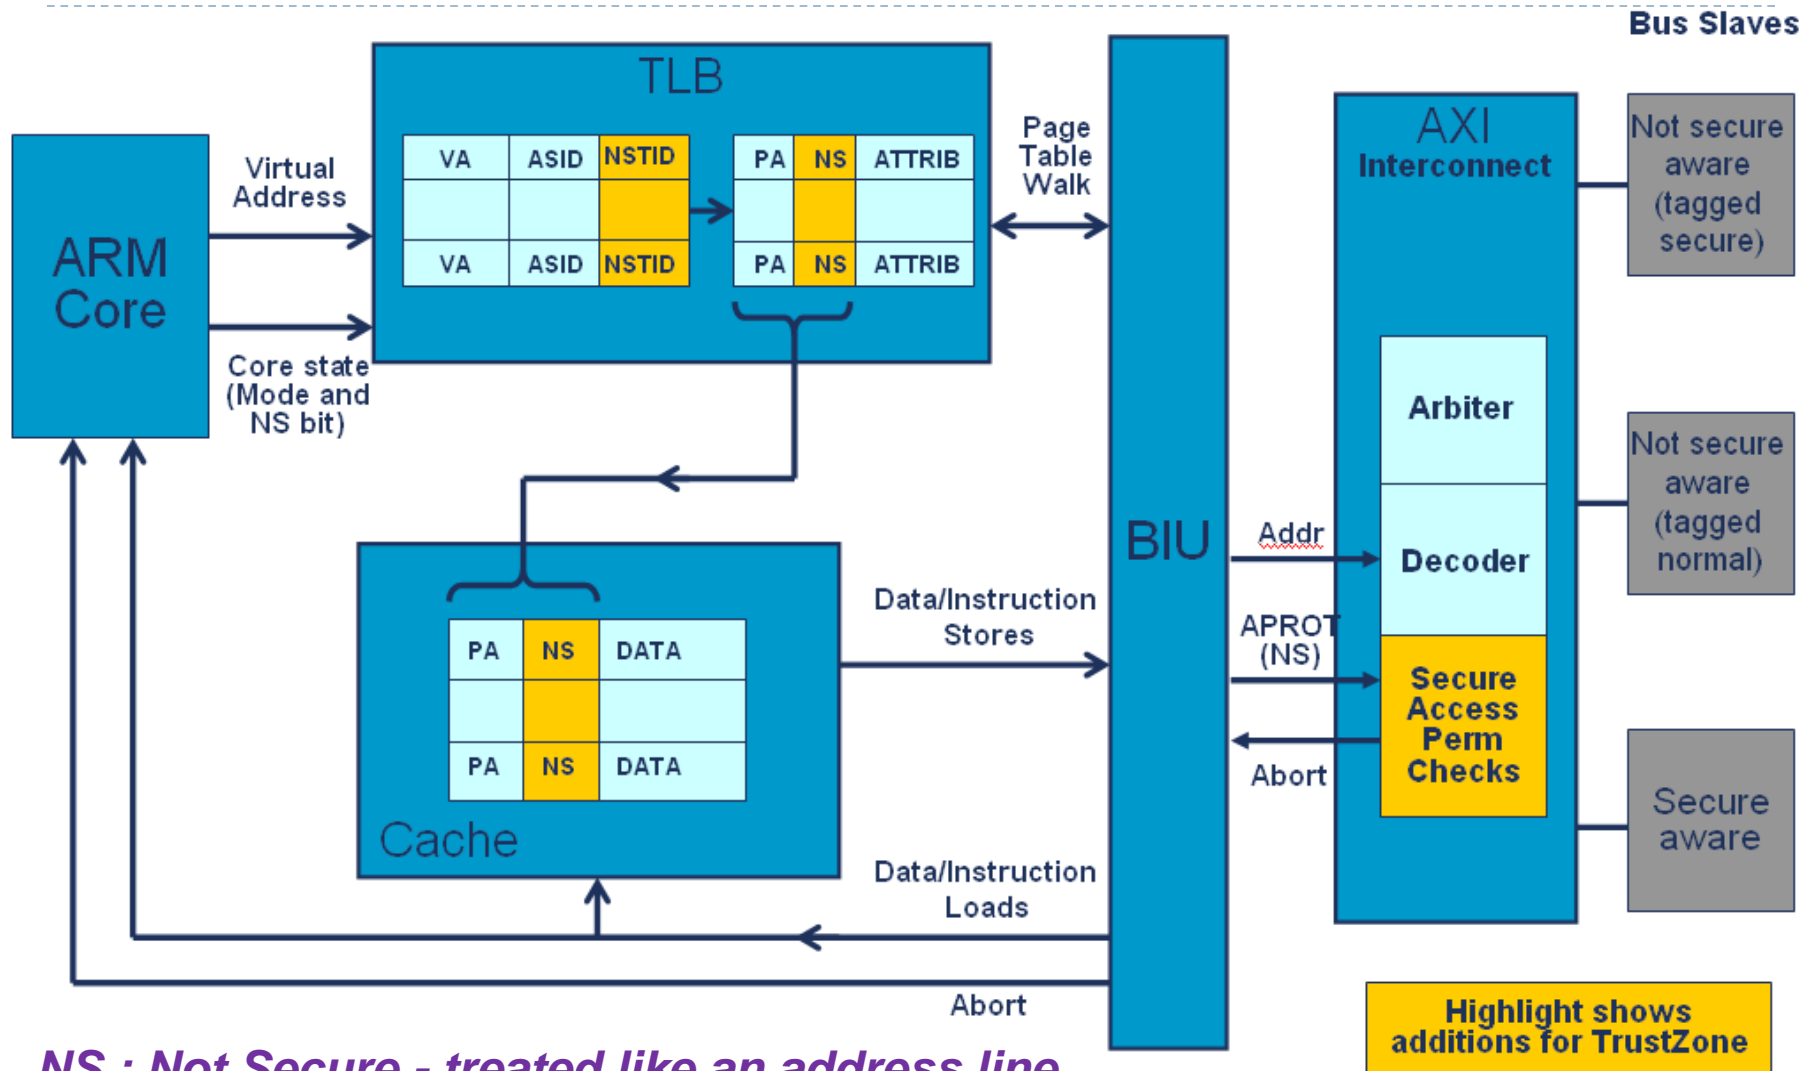 Bus Slaves
TLB
VA ASID NSTID
PA NS ATTRIB
VA ASID NSTID
PA NS ATTRIB
ARM
Core
Virtual
Address
Core state
(Mode and
NS bit)
Page
Table
Walk
BIU
AXI
Interconnect
Arbiter
Decoder
Secure
Access
Perm
Checks
Addr
APROT
(NS)
Abort
Not secure
aware
(tagged
secure)
Not secure
aware
(tagged
normal)
Secure
aware
PA NS DATA
PA NS DATA
Cache
Data/Instruction
Stores
Data/Instruction
Loads
Abort
Highlight shows
additions for TrustZone
NS : Not Secure - treated like an address line